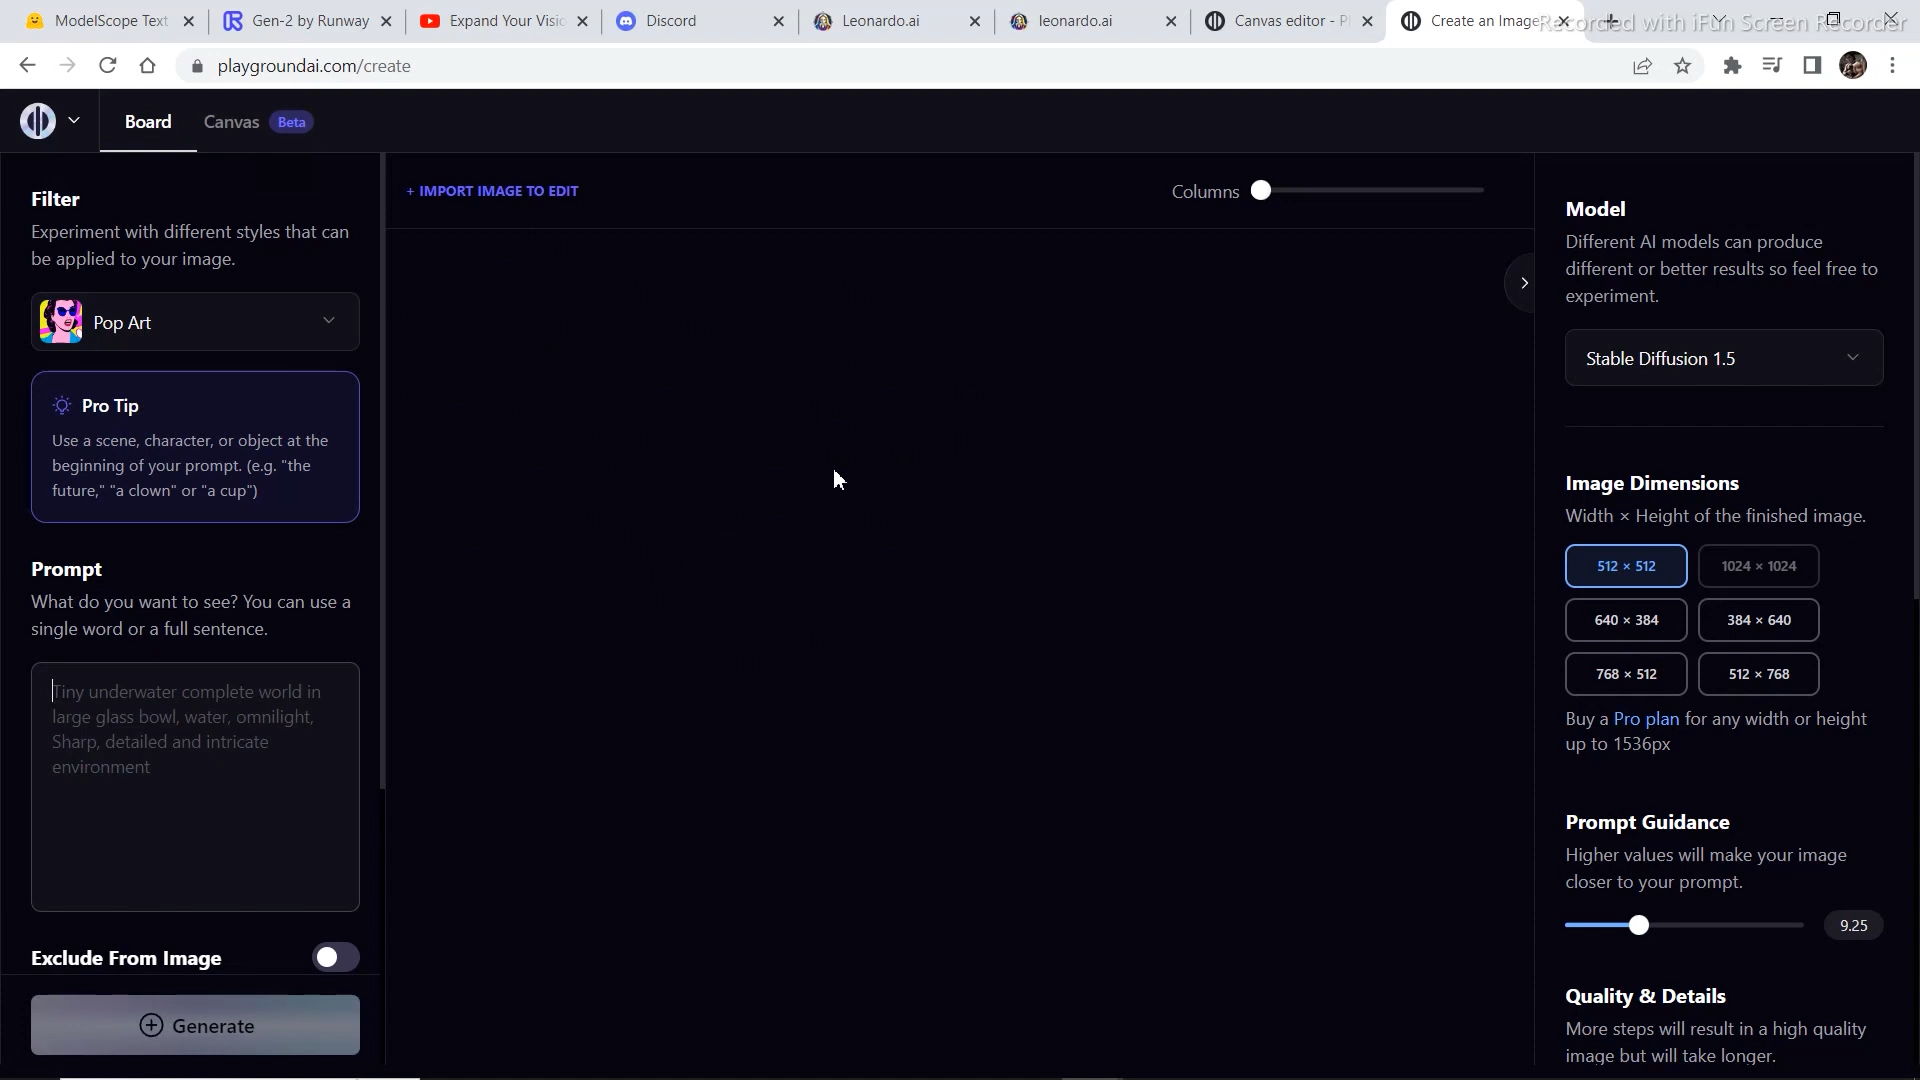 ModelScope Text
Gen-2 by Runway
Expand Your Visio
Discord
Leonardo.ai
leonardo.ai
Canvas editor - Pl
Create an Image
Recorded with iFun Screen Recorder
playgroundai.com/create
Board
Canvas
Beta
Filter
Experiment with different styles that can
be applied to your image.
Pop Art
Pro Tip
Use a scene, character, or object at the
beginning of your prompt. (e.g. "the
future," "a clown" or "a cup")
Prompt
What do you want to see? You can use a
single word or a full sentence.
Tiny underwater complete world in
large glass bowl, water, omnilight,
Sharp, detailed and intricate
environment
Exclude From Image
Generate
+ IMPORT IMAGE TO EDIT
Columns
Model
Different AI models can produce
different or better results so feel free to
experiment.
Stable Diffusion 1.5
Image Dimensions
Width × Height of the finished image.
512 × 512
1024 × 1024
640 × 384
384 × 640
768 × 512
512 × 768
Buy a Pro plan for any width or height
up to 1536px
Prompt Guidance
Higher values will make your image
closer to your prompt.
9.25
Quality & Details
More steps will result in a high quality
image but will take longer.